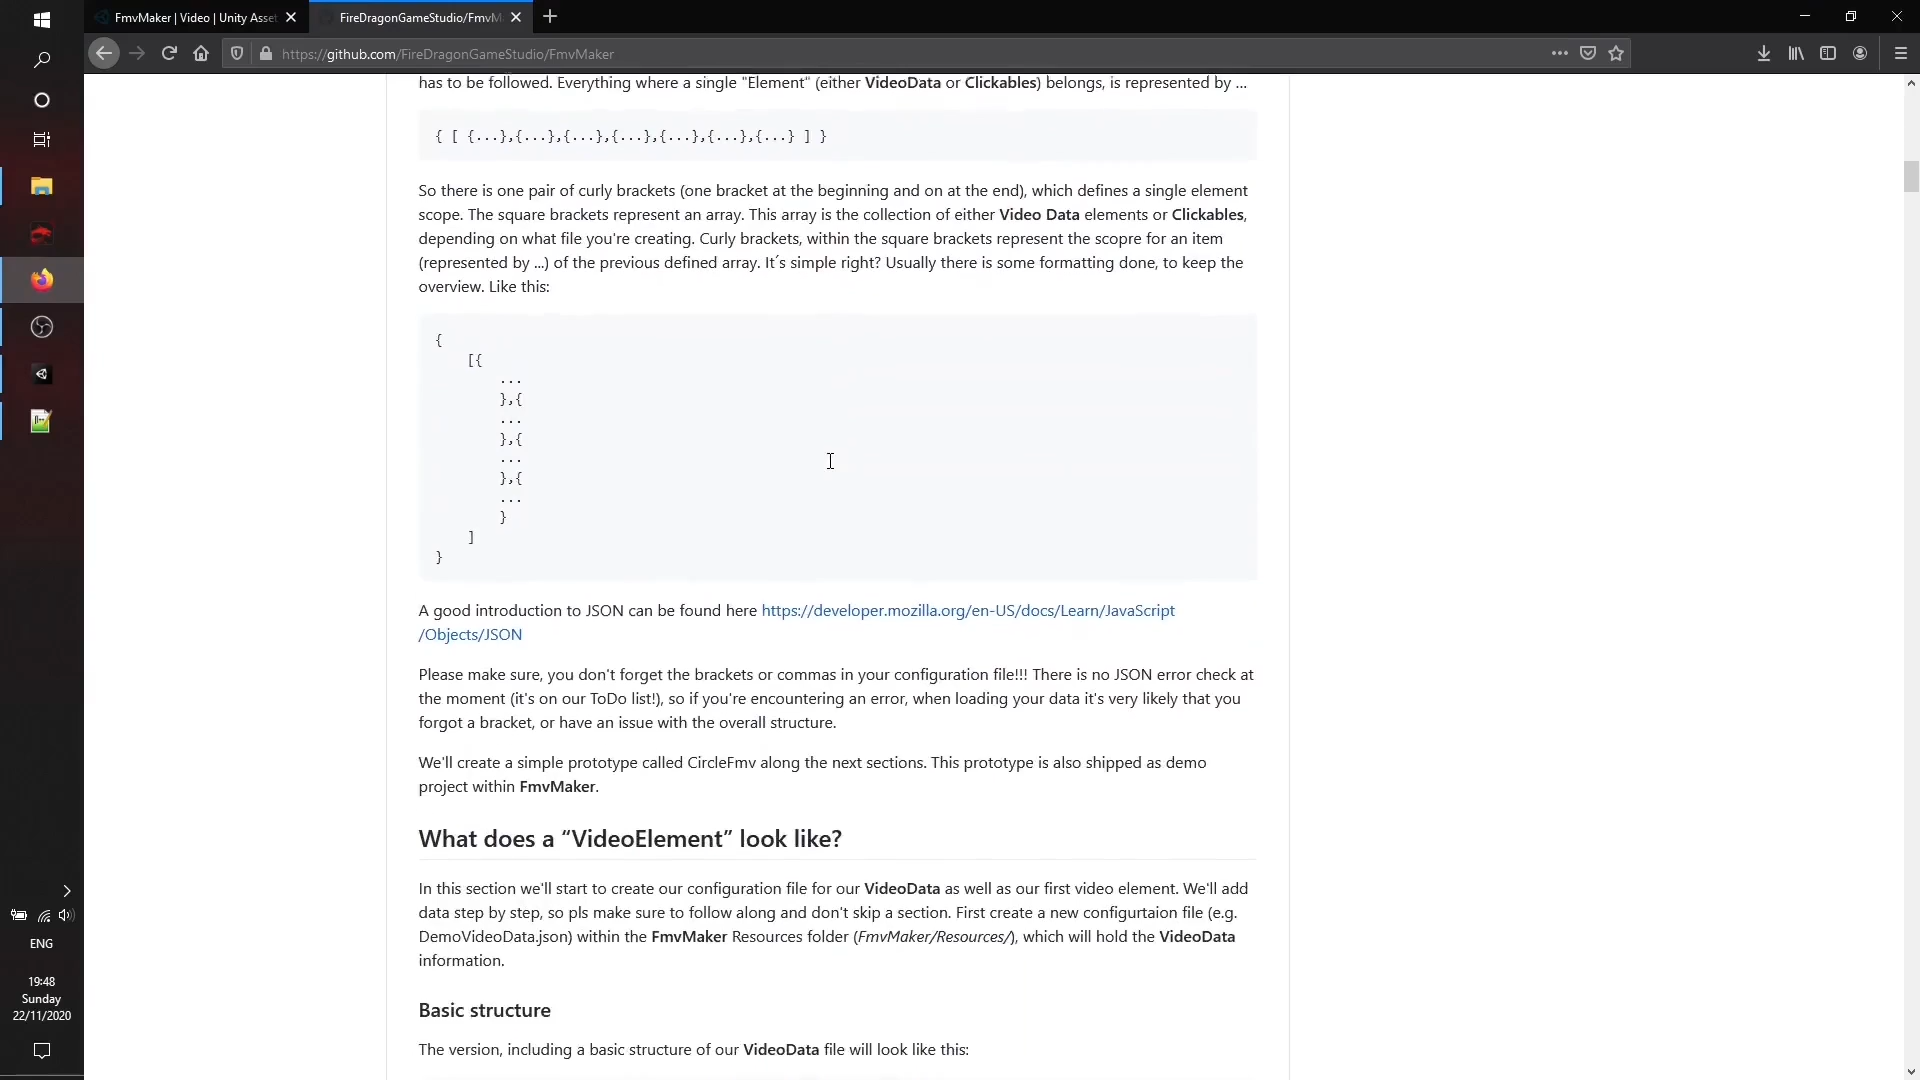 FmvMaker | Video | Unity Asset
FireDragonGameStudio/FmvM
https://github.com/FireDragonGameStudio/FmvMaker
has to be followed. Everything where a single "Element" (either VideoData or Clickables) belongs, is represented by ...
{ [ {...},{...},{...},{...},{...},{...},{...} ] }
So there is one pair of curly brackets (one bracket at the beginning and on at the end), which defines a single element
scope. The square brackets represent an array. This array is the collection of either Video Data elements or Clickables,
depending on what file you're creating. Curly brackets, within the square brackets represent the scopre for an item
(represented by ...) of the previous defined array. It´s simple right? Usually there is some formatting done, to keep the
overview. Like this:
{
[{
...
},{
...
},{
...
},{
...
}
]
}
A good introduction to JSON can be found here https://developer.mozilla.org/en-US/docs/Learn/JavaScript
/Objects/JSON
Please make sure, you don't forget the brackets or commas in your configuration file!!! There is no JSON error check at
the moment (it's on our ToDo list!), so if you're encountering an error, when loading your data it's very likely that you
forgot a bracket, or have an issue with the overall structure.
We'll create a simple prototype called CircleFmv along the next sections. This prototype is also shipped as demo
project within FmvMaker.
What does a “VideoElement” look like?
In this section we'll start to create our configuration file for our VideoData as well as our first video element. We'll add
data step by step, so pls make sure to follow along and don't skip a section. First create a new configurtaion file (e.g.
DemoVideoData.json) within the FmvMaker Resources folder (FmvMaker/Resources/), which will hold the VideoData
information.
Basic structure
The version, including a basic structure of our VideoData file will look like this:
ENG
19:48
Sunday
22/11/2020